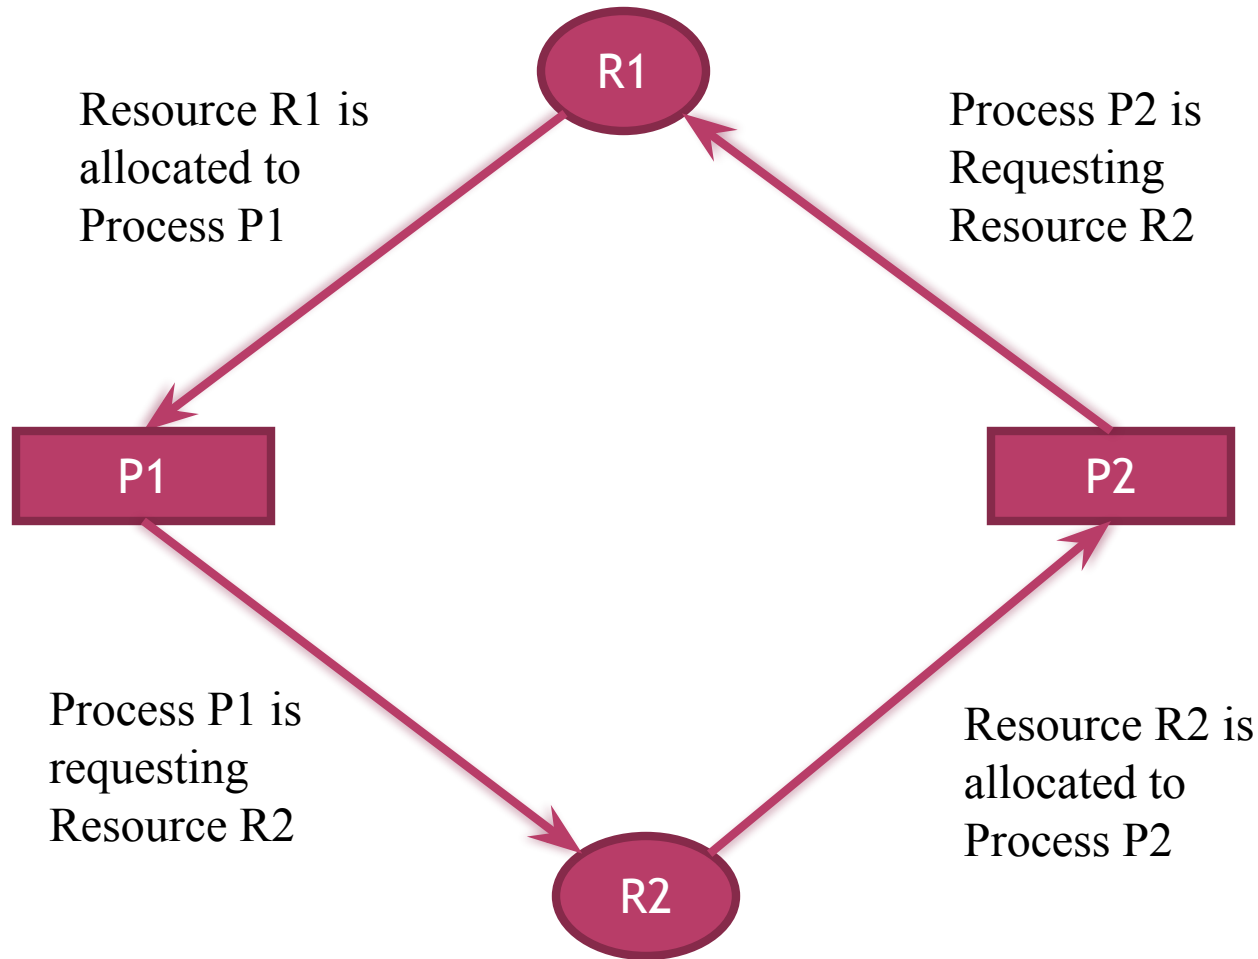 R1
Resource R1 is
allocated to
Process P1
Process P2 is
Requesting
Resource R2
P1
P2
Process P1 is
requesting
Resource R2
Resource R2 is
allocated to
Process P2
R2